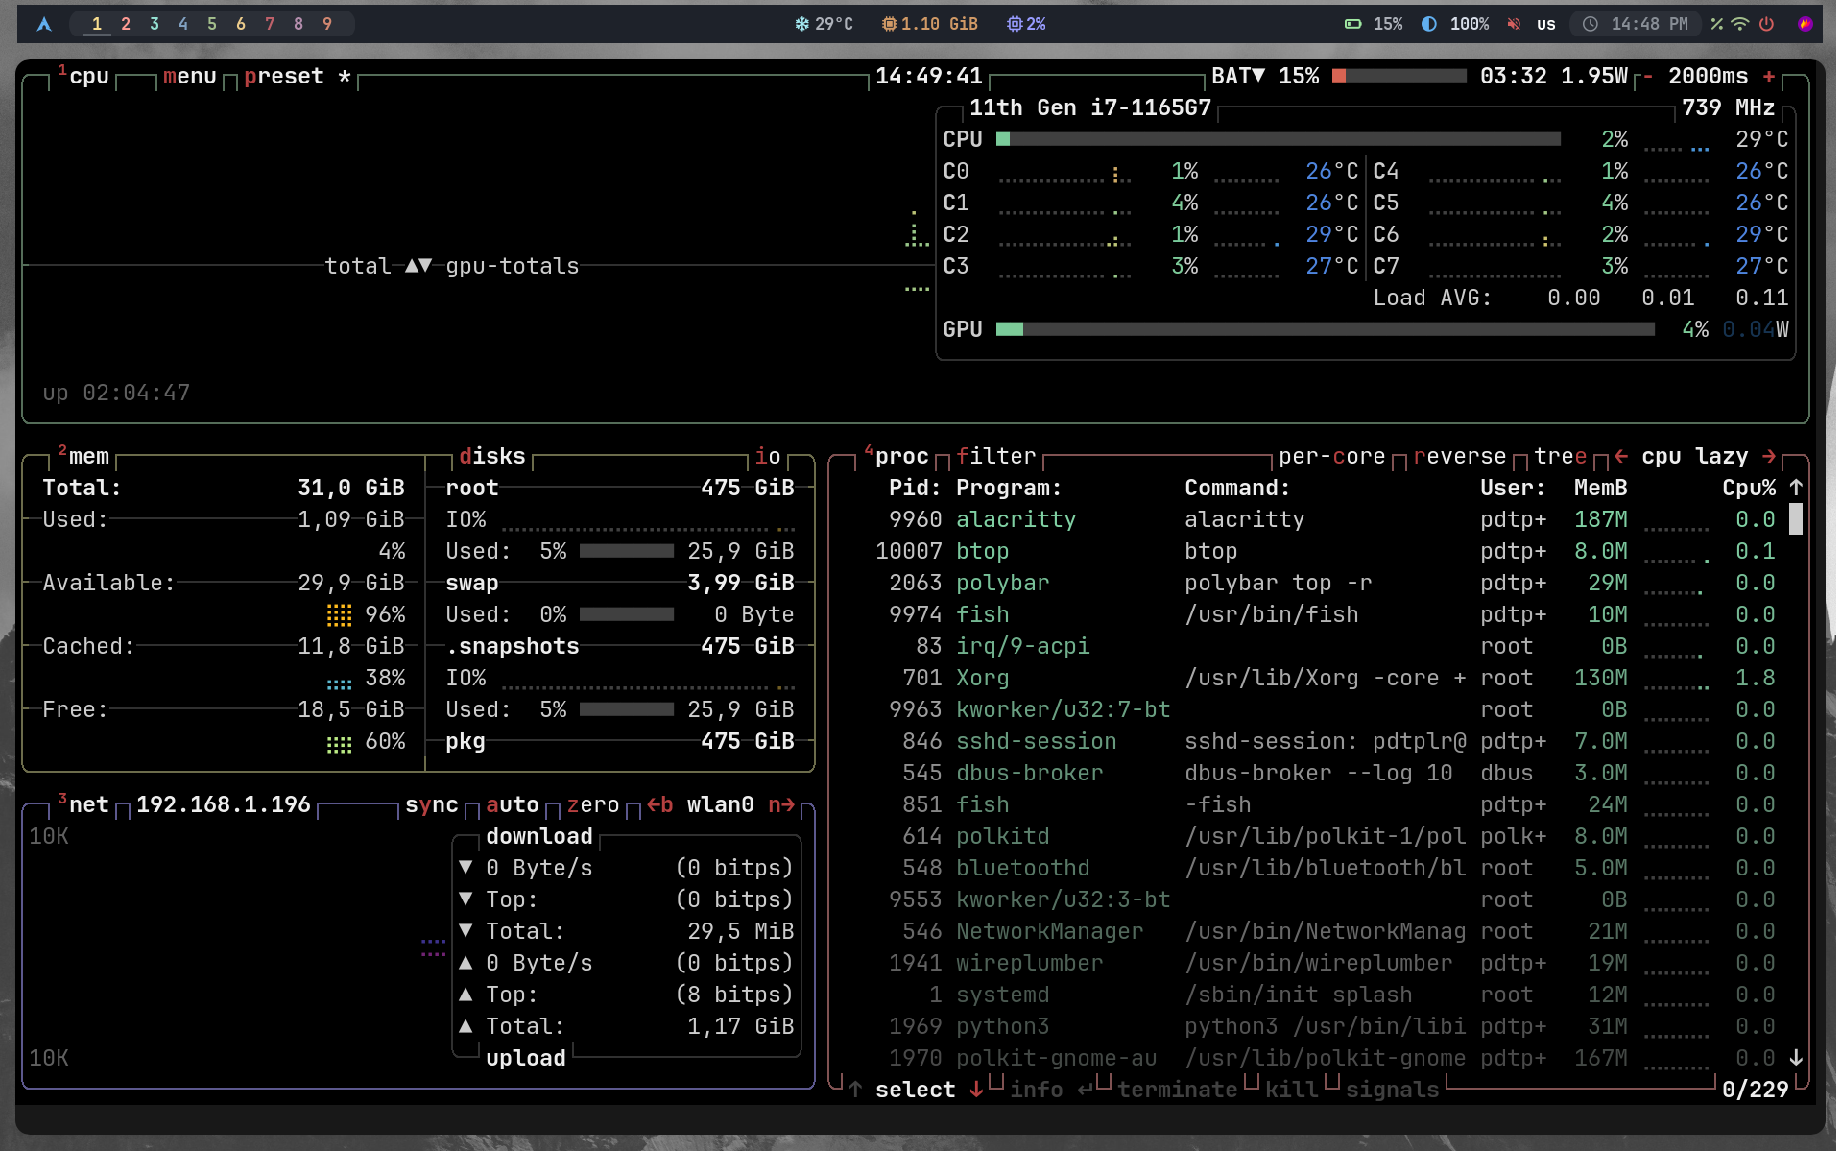 1 2 3 4 5 6 7 8 9 29°C 1.10 GiB 2% 15% 100% us 14:48 PM
1cpu menu preset * 14:49:41 BAT▼ 15% 03:32 1.95W - 2000ms +
11th Gen i7-1165G7 739 MHz
CPU 2% 29°C
C0 1% 26°C C4 1% 26°C
C1 4% 26°C C5 4% 26°C
C2 1% 29°C C6 2% 29°C
total ▲▼ gpu-totals
C3 3% 27°C C7 3% 27°C
Load AVG: 0.00 0.01 0.11
GPU 4% 0.04W
up 02:04:47
2mem
Total: 31,0 GiB
Used: 1,09 GiB
4%
Available: 29,9 GiB
96%
Cached: 11,8 GiB
38%
Free: 18,5 GiB
60%
disks io
root 475 GiB
IO%
Used: 5% 25,9 GiB
swap 3,99 GiB
Used: 0% 0 Byte
.snapshots 475 GiB
IO%
Used: 5% 25,9 GiB
pkg 475 GiB
3net 192.168.1.196 sync auto zero ←b wlan0 n→
10K
download
▼ 0 Byte/s (0 bitps)
▼ Top: (0 bitps)
▼ Total: 29,5 MiB
▲ 0 Byte/s (0 bitps)
▲ Top: (8 bitps)
▲ Total: 1,17 GiB
10K
upload
4proc filter per-core reverse tree ← cpu lazy →
Pid: Program: Command: User: MemB Cpu% ↑
9960 alacritty alacritty pdtp+ 187M 0.0
10007 btop btop pdtp+ 8.0M 0.1
2063 polybar polybar top -r pdtp+ 29M 0.0
9974 fish /usr/bin/fish pdtp+ 10M 0.0
83 irq/9-acpi root 0B 0.0
701 Xorg /usr/lib/Xorg -core + root 130M 1.8
9963 kworker/u32:7-bt root 0B 0.0
846 sshd-session sshd-session: pdtplr@ pdtp+ 7.0M 0.0
545 dbus-broker dbus-broker --log 10 dbus 3.0M 0.0
851 fish -fish pdtp+ 24M 0.0
614 polkitd /usr/lib/polkit-1/pol polk+ 8.0M 0.0
548 bluetoothd /usr/lib/bluetooth/bl root 5.0M 0.0
9553 kworker/u32:3-bt root 0B 0.0
546 NetworkManager /usr/bin/NetworkManag root 21M 0.0
1941 wireplumber /usr/bin/wireplumber pdtp+ 19M 0.0
1 systemd /sbin/init splash root 12M 0.0
1969 python3 python3 /usr/bin/libi pdtp+ 31M 0.0
1970 polkit-gnome-au /usr/lib/polkit-gnome pdtp+ 167M 0.0 ↓
↑ select ↓ info ↵ terminate kill signals 0/229